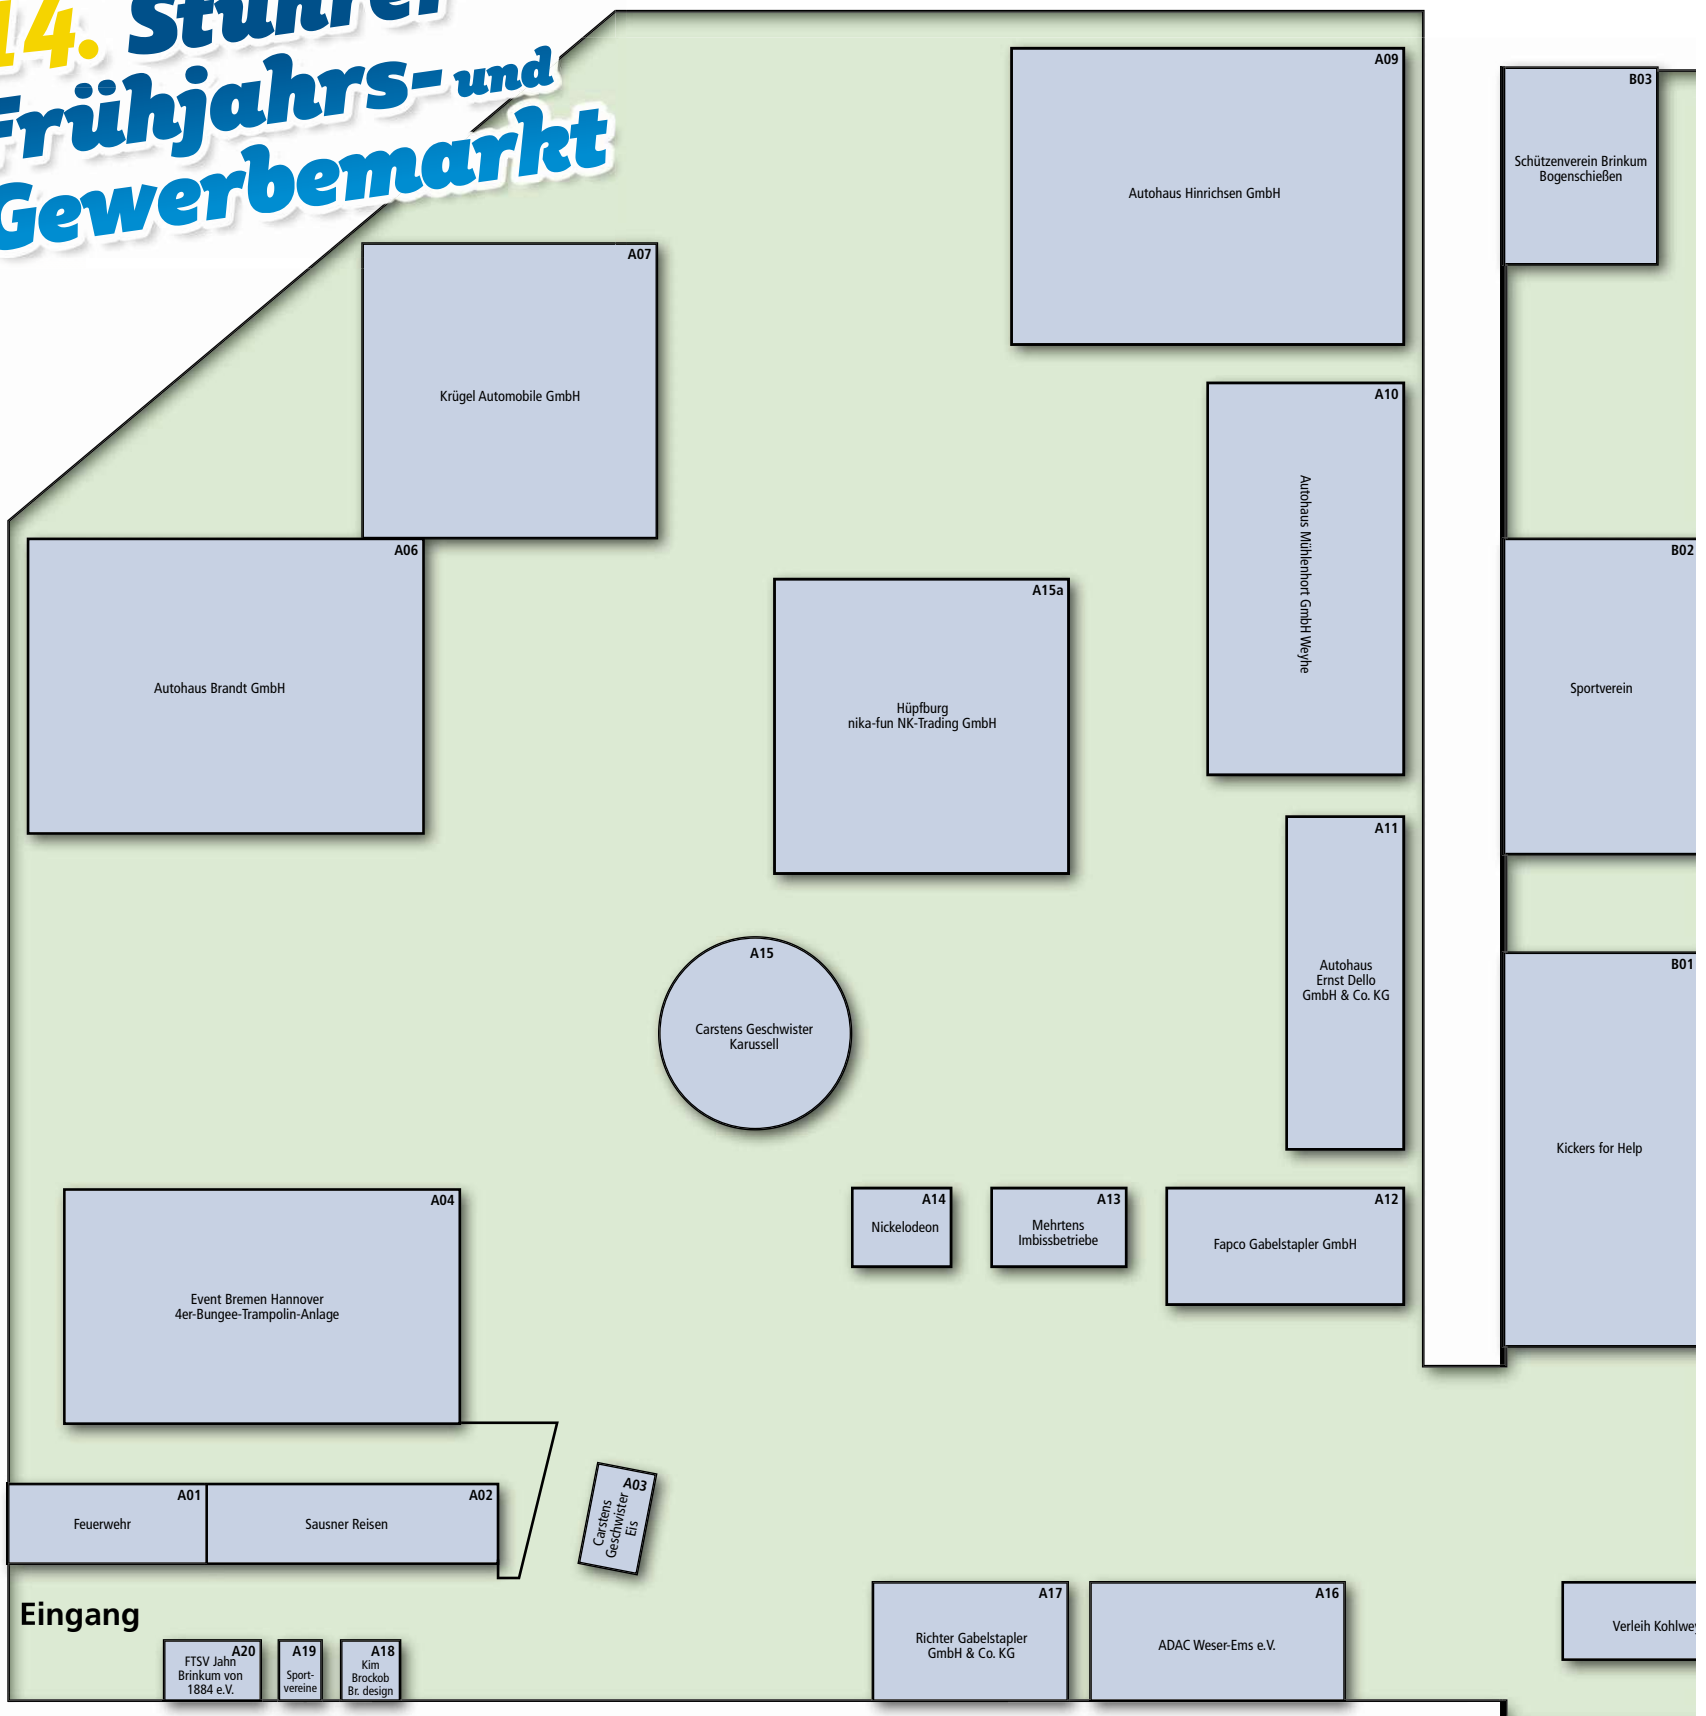 14. Stuhrer
Frühjahrs- und
Gewerbemarkt
A09
Autohaus Hinrichsen GmbH
B03
Schützenverein Brinkum
Bogenschießen
A07
Krügel Automobile GmbH
A10
Autohaus Mühlenhort GmbH Weyhe
A06
Autohaus Brandt GmbH
A15a
Hüpfburg
nika-fun NK-Trading GmbH
B02
Sportverein
A11
Autohaus
Ernst Dello
GmbH & Co. KG
A15
Carstens Geschwister
Karussell
B01
Kickers for Help
A04
Event Bremen Hannover
4er-Bungee-Trampolin-Anlage
A14
Nickelodeon
A13
Mehrtens
Imbissbetriebe
A12
Fapco Gabelstapler GmbH
A01
Feuerwehr
A02
Sausner Reisen
A03
Carstens
Geschwister
Eis
Eingang
A20
FTSV Jahn
Brinkum von
1884 e.V.
A19
Sport-
vereine
A18
Kim
Brockob
Br. design
A17
Richter Gabelstapler
GmbH & Co. KG
A16
ADAC Weser-Ems e.V.
Verleih